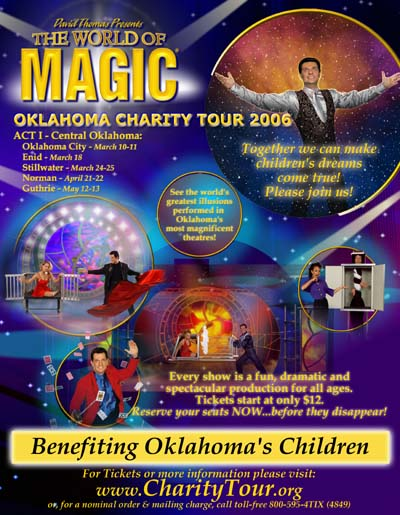 David Thomas Presents
THE WORLD OF
MAGIC
OKLAHOMA CHARITY TOUR 2006
ACT I - Central Oklahoma:
Oklahoma City - March 10-11
Enid - March 18
Stillwater - March 24-25
Norman - April 21-22
Guthrie - May 12-13
Together we can make
children's dreams
come true!
Please join us!
See the world's
greatest illusions
performed in
Oklahoma's
most magnificent
theatres!
Every show is a fun, dramatic and
spectacular production for all ages.
Tickets start at only $12.
Reserve your seats NOW...before they disappear!
Benefiting Oklahoma's Children
For Tickets or more information please visit:
www.CharityTour.org
or, for a nominal order & mailing charge, call toll-free 800-595-4TIX (4849)